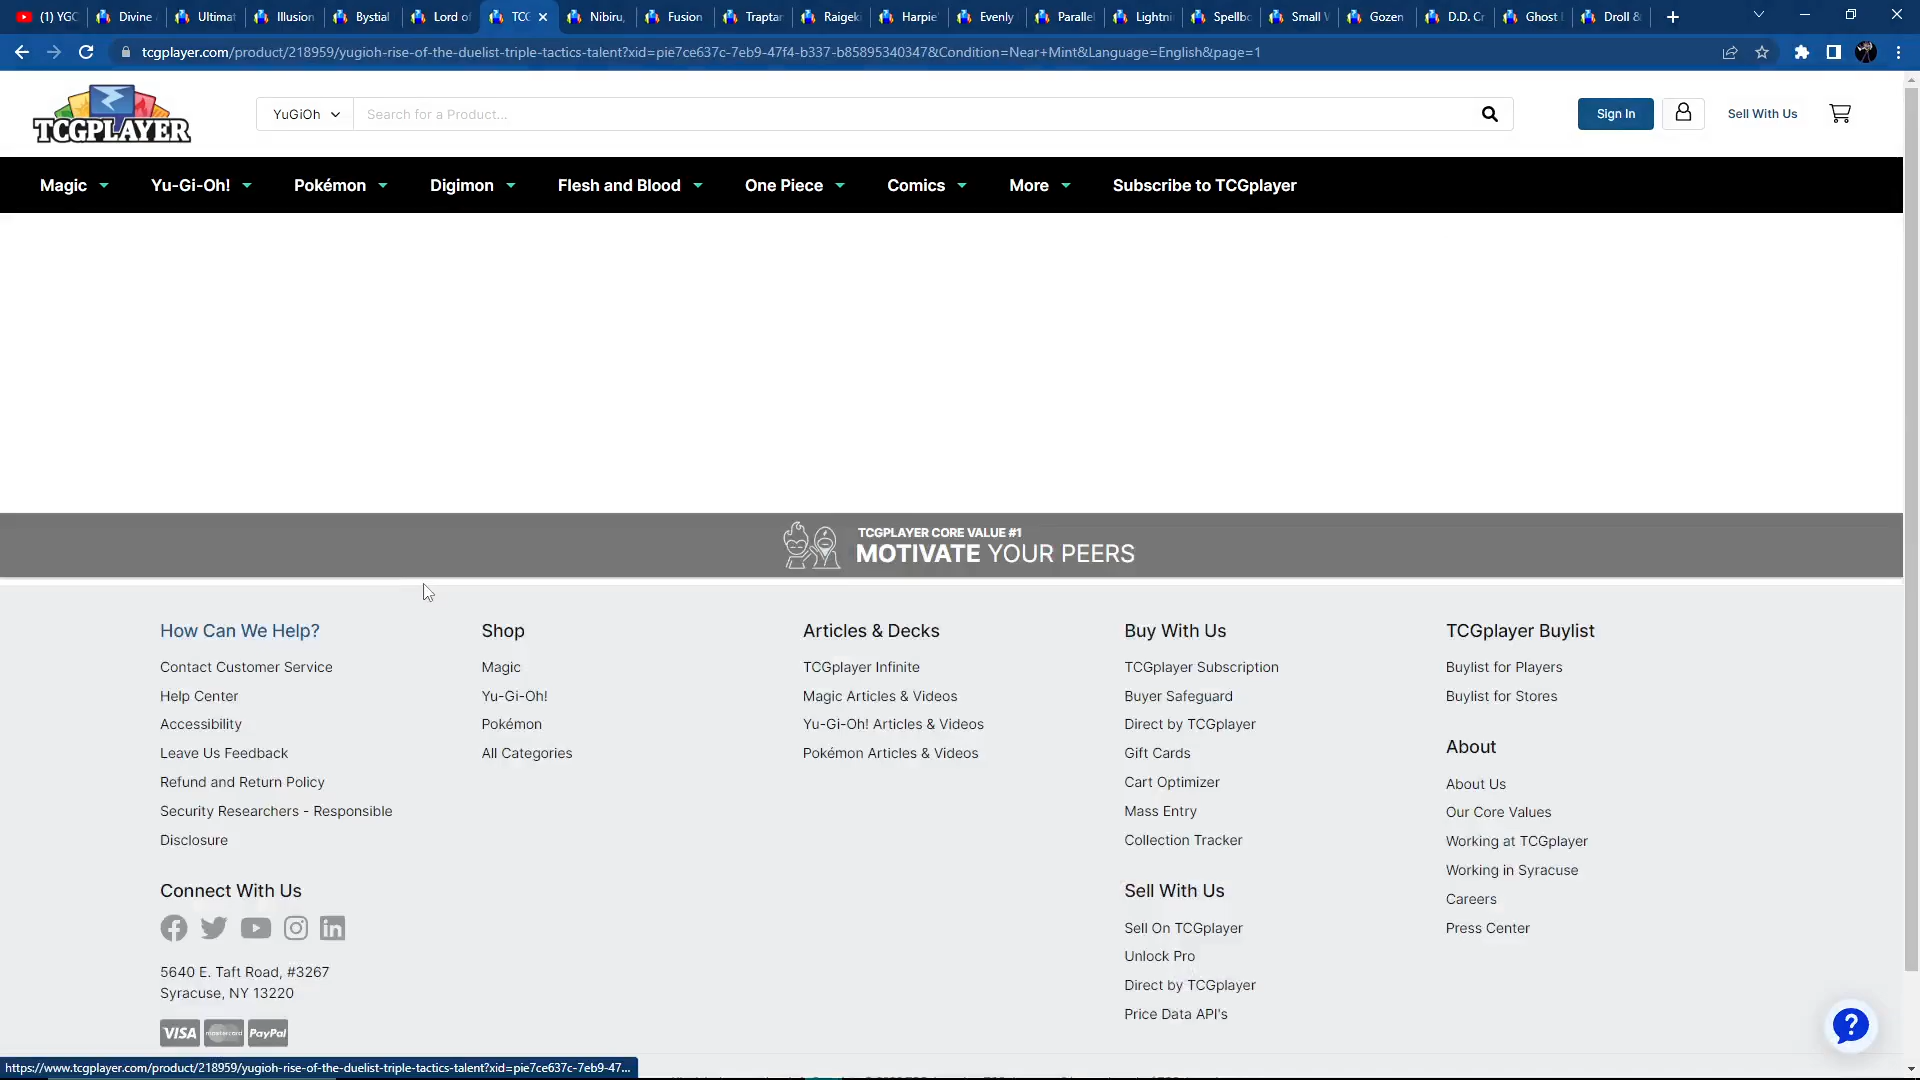 (1) YGO
Divine
Ultimat
Illusion
Bystial
Lord of
TCG
Nibiru,
Fusion
Traptar
Raigeki
Harpie'
Evenly
Parallel
Lightni
Spellbo
Small W
Gozen
D.D. Cr
Ghost
Droll &
tcgplayer.com/product/218959/yugioh-rise-of-the-duelist-triple-tactics-talent?xid=pie7ce637c-7eb9-47f4-b337-b85895340347&Condition=Near+Mint&Language=English&page=1
TCGPLAYER
YuGiOh
Search for a Product...
Sign In
Sell With Us
Magic
Yu-Gi-Oh!
Pokémon
Digimon
Flesh and Blood
One Piece
Comics
More
Subscribe to TCGplayer
TCGPLAYER CORE VALUE #1
MOTIVATE YOUR PEERS
How Can We Help?
Contact Customer Service
Help Center
Accessibility
Leave Us Feedback
Refund and Return Policy
Security Researchers - Responsible
Disclosure
Connect With Us
5640 E. Taft Road, #3267
Syracuse, NY 13220
VISA
mastercard
PayPal
Shop
Magic
Yu-Gi-Oh!
Pokémon
All Categories
Articles & Decks
TCGplayer Infinite
Magic Articles & Videos
Yu-Gi-Oh! Articles & Videos
Pokémon Articles & Videos
Buy With Us
TCGplayer Subscription
Buyer Safeguard
Direct by TCGplayer
Gift Cards
Cart Optimizer
Mass Entry
Collection Tracker
Sell With Us
Sell On TCGplayer
Unlock Pro
Direct by TCGplayer
Price Data API's
TCGplayer Buylist
Buylist for Players
Buylist for Stores
About
About Us
Our Core Values
Working at TCGplayer
Working in Syracuse
Careers
Press Center
https://www.tcgplayer.com/product/218959/yugioh-rise-of-the-duelist-triple-tactics-talent?xid=pie7ce637c-7eb9-47...